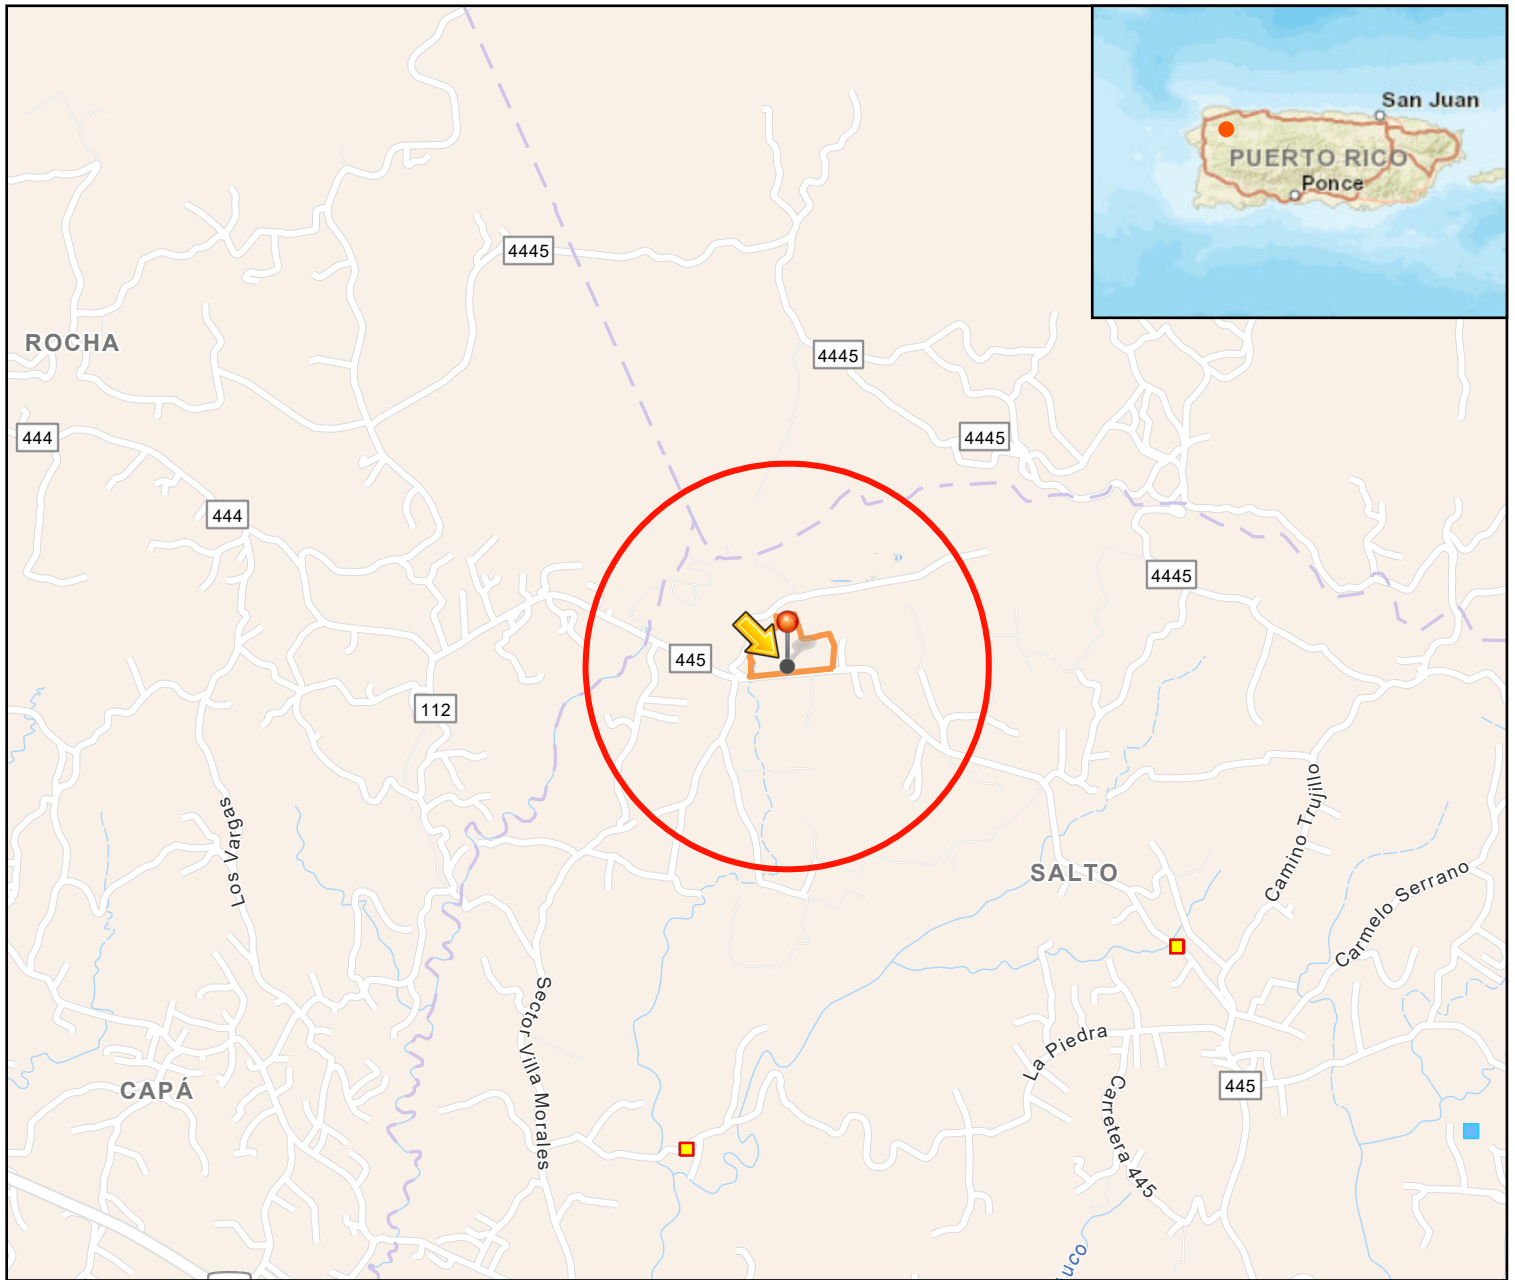 San Juan
PUERTO RICO
Ponce
4445
ROCHA
4445
444
4445
444
4445
445
112
Los Vargas
Camino Trujillo
SALTO
Carmelo Serrano
Sector Villa Morales
La Piedra
CAPÁ
445
Carretera 445